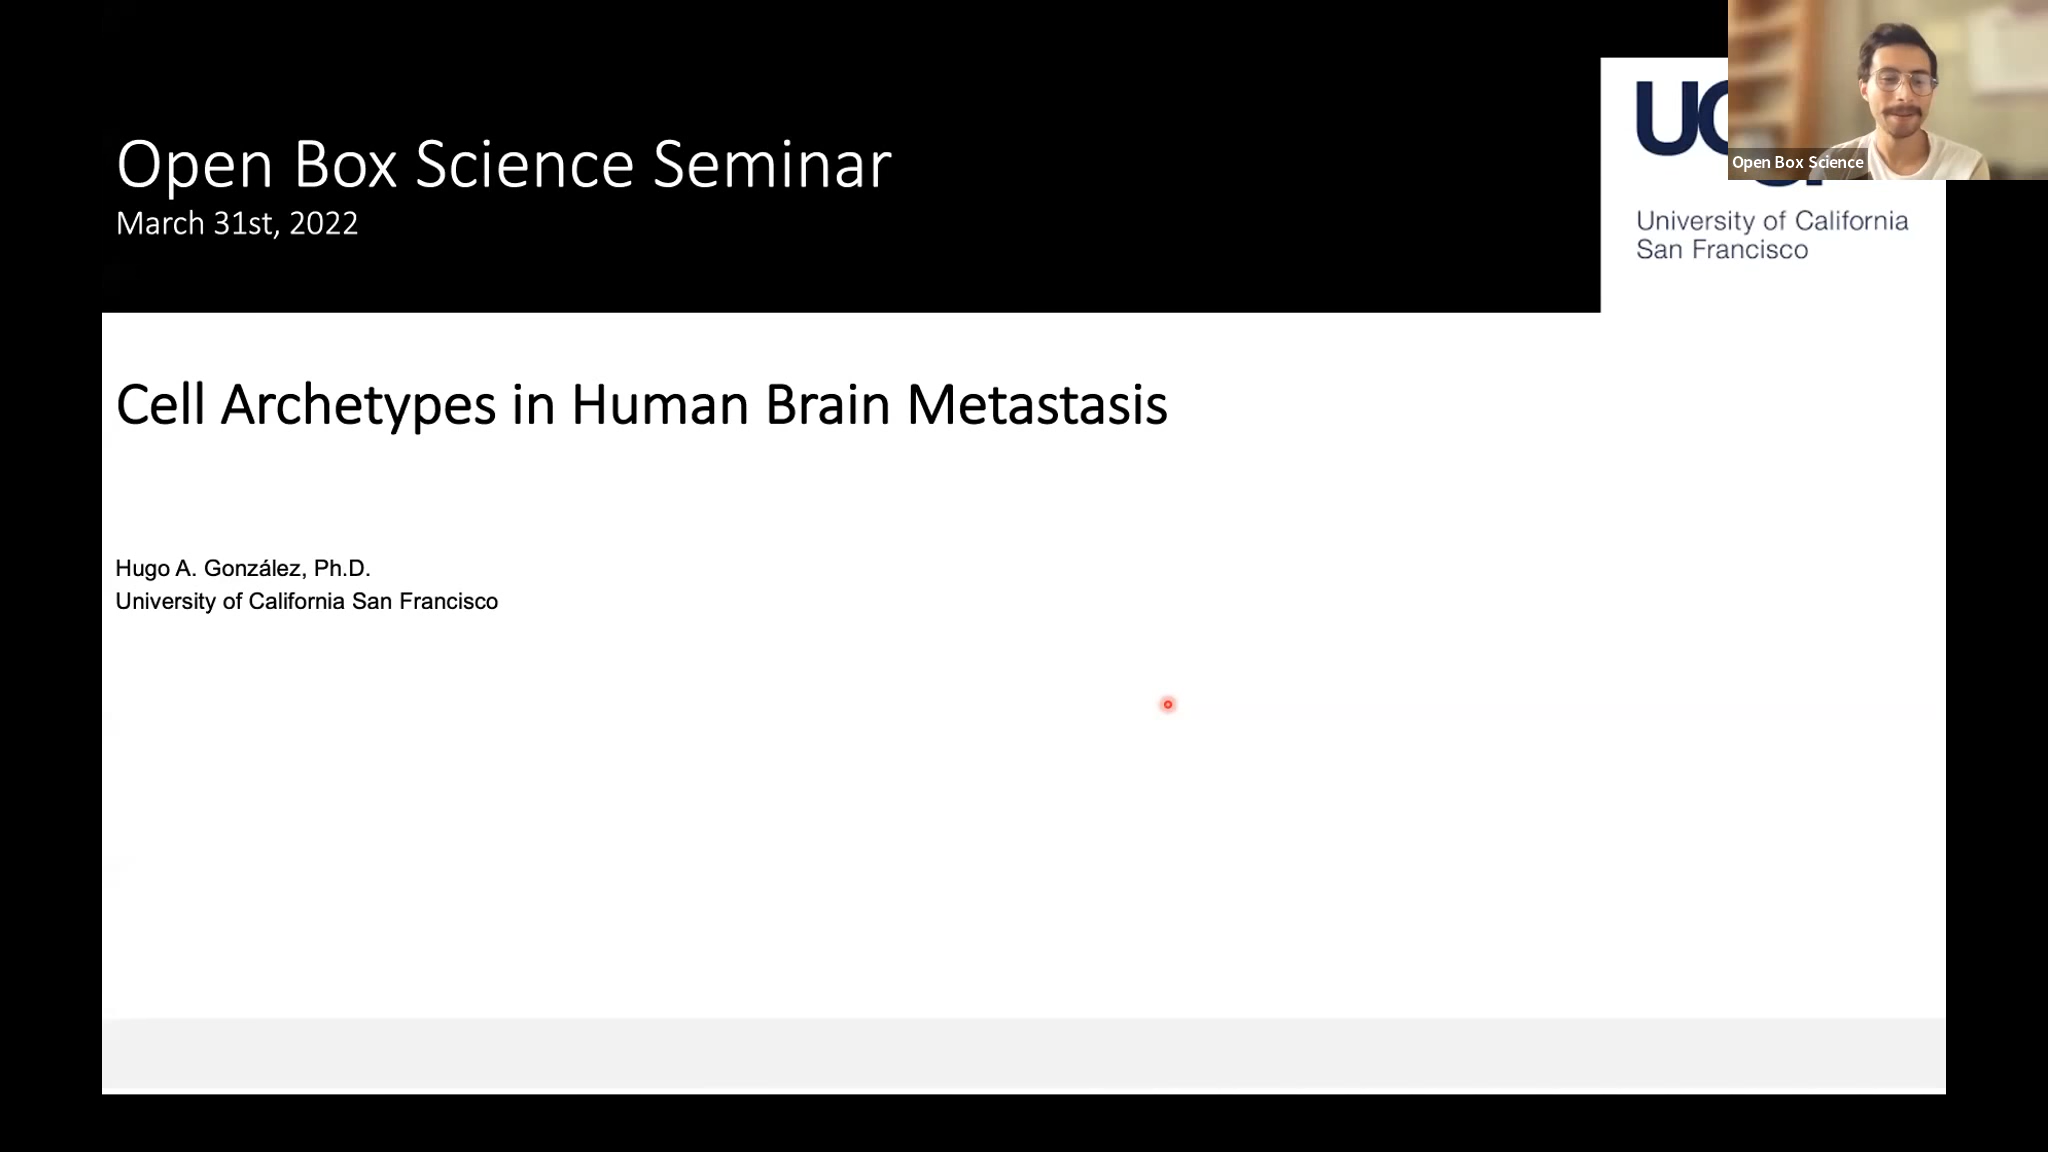 Open Box Science Seminar
March 31st, 2022
Open Box Science
University of California
San Francisco
Cell Archetypes in Human Brain Metastasis
Hugo A. González, Ph.D.
University of California San Francisco